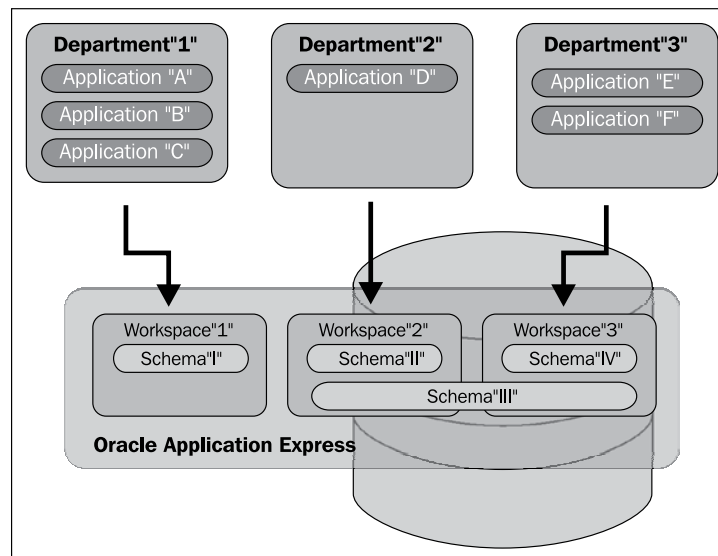 Department"1"
Application "A"
Application "B"
Application "C"
Department"2"
Application "D"
Department"3"
Application "E"
Application "F"
Workspace"1"
Schema"I"
Workspace"2"
Schema"II"
Workspace"3"
Schema"IV"
Schema"III"
Oracle Application Express